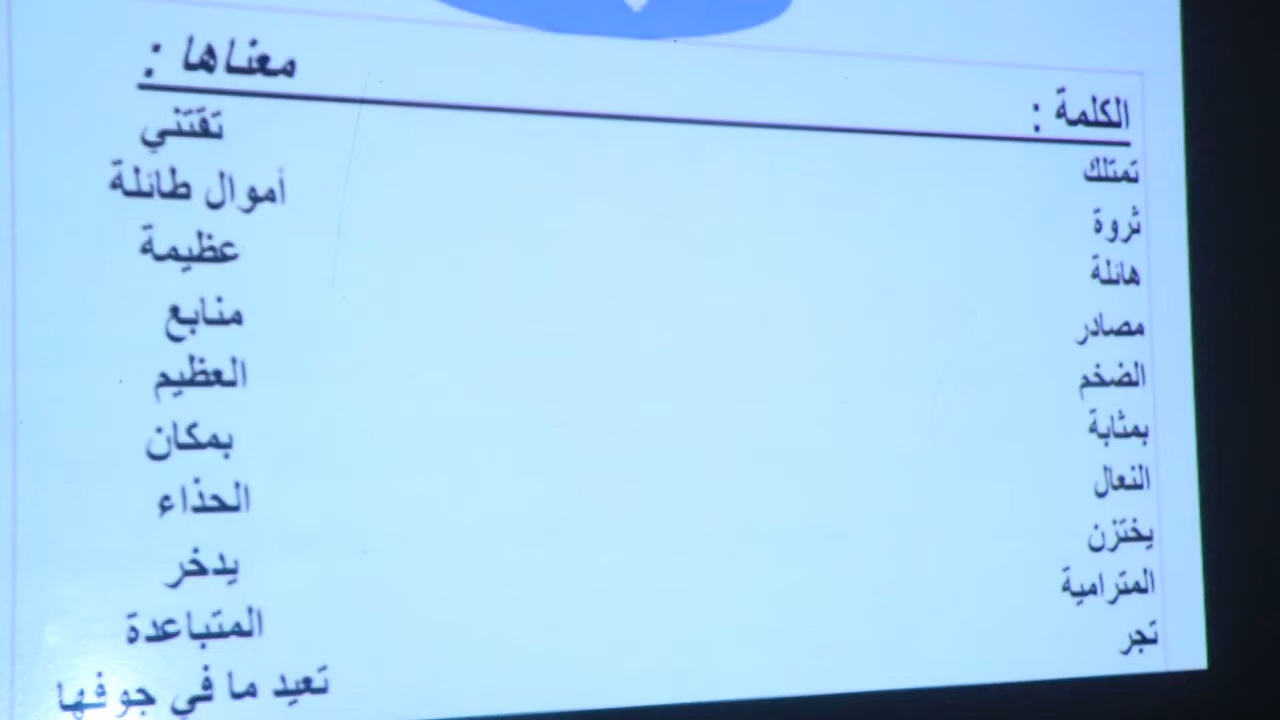 الكلمة : معناها :
تمتلك تقتني
ثروة أموال طائلة
هائلة عظيمة
مصادر منابع
الضخم العظيم
بمثابة بمكان
النعال الحذاء
يختزن يدخر
المترامية المتباعدة
تجر تعيد ما في جوفها